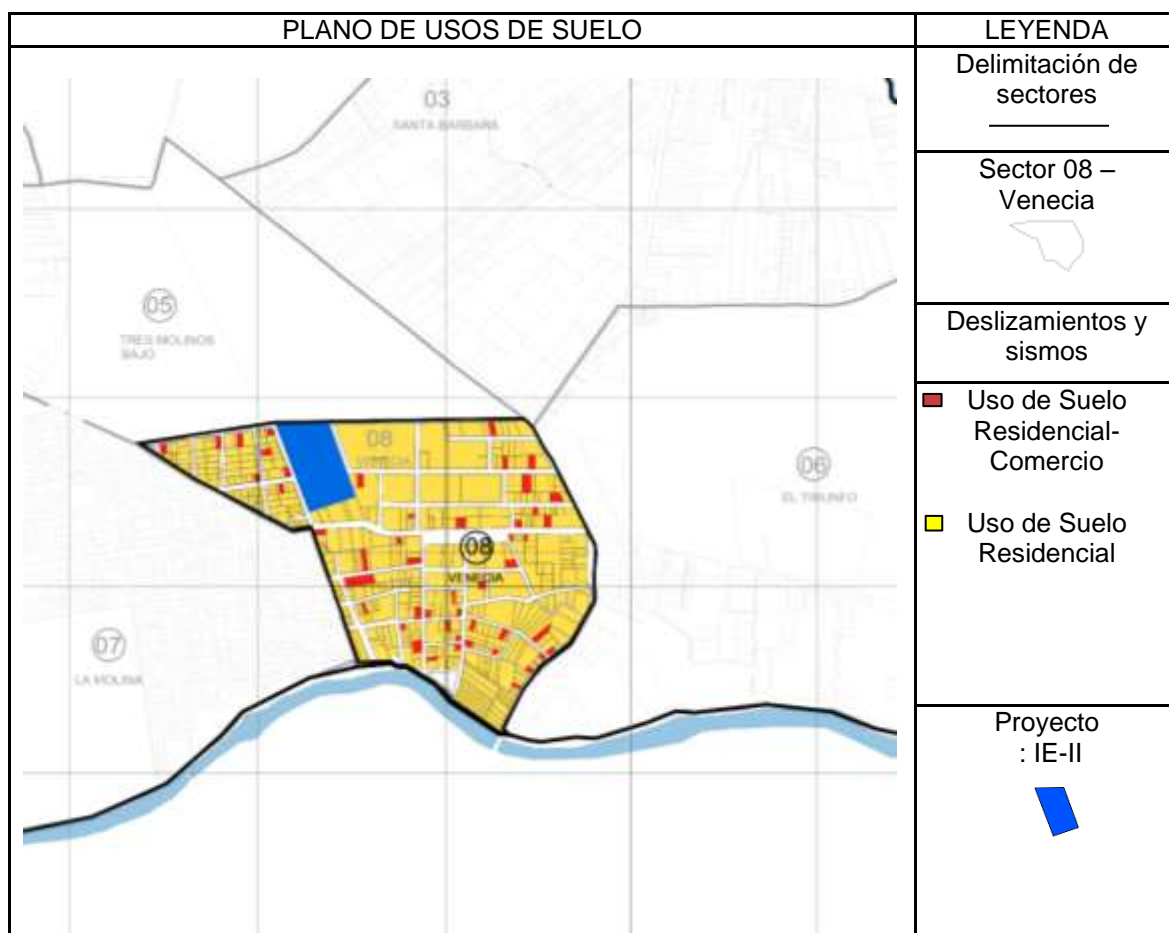 PLANO DE USOS DE SUELO
LEYENDA
Delimitación de
sectores
Sector 08 –
Venecia
Deslizamientos y
sismos
Uso de Suelo
Residencial-
Comercio
Uso de Suelo
Residencial
Proyecto
: IE-II
03
SANTA BARBARA
05
TRES MOLINOS
BAJO
08
VENECIA
06
EL TRIUNFO
08
VENECIA
07
LA MOLINA